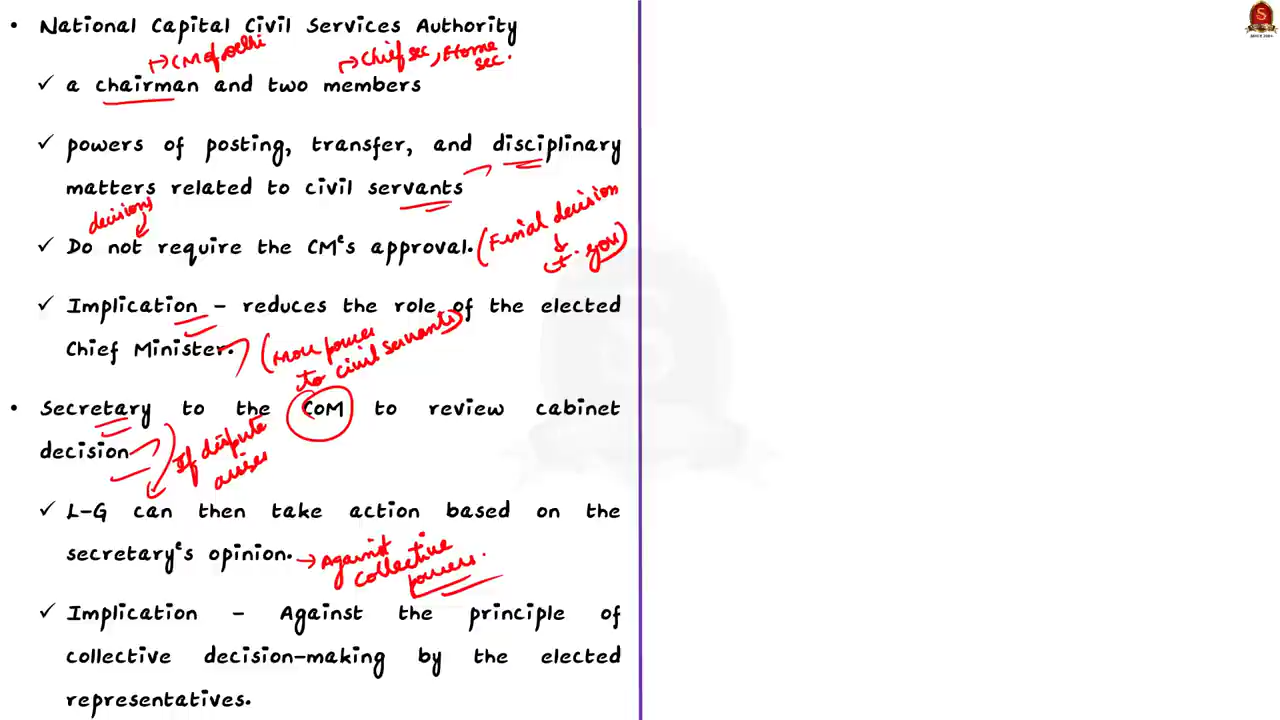 • National Capital Civil Services Authority
→ CM of Delhi
→ Chief sec, Home
sec.
✓ a chairman and two members
✓ powers of posting, transfer, and disciplinary
matters related to civil servants
decisions
✓ Do not require the CM's approval.
(Final decision
↓
Lt. gov)
✓ Implication – reduces the role of the elected
Chief Minister.
(More power
to civil servants)
• Secretary to the CoM to review cabinet
decision
If dispute
arises
✓ L-G can then take action based on the
secretary's opinion.
→ Against
collective
powers.
✓ Implication – Against the principle of
collective decision-making by the elected
representatives.